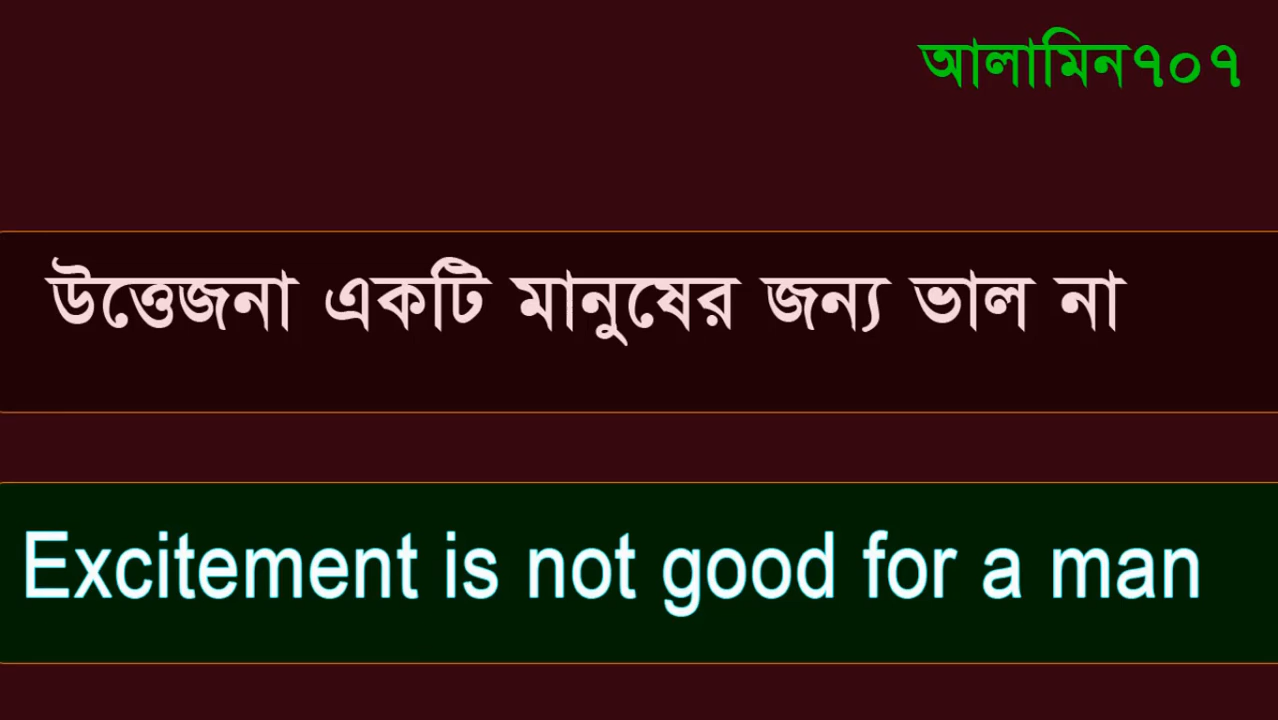 আলামিন৭০৭
উত্তেজনা একটি মানুষের জন্য ভাল না
Excitement is not good for a man